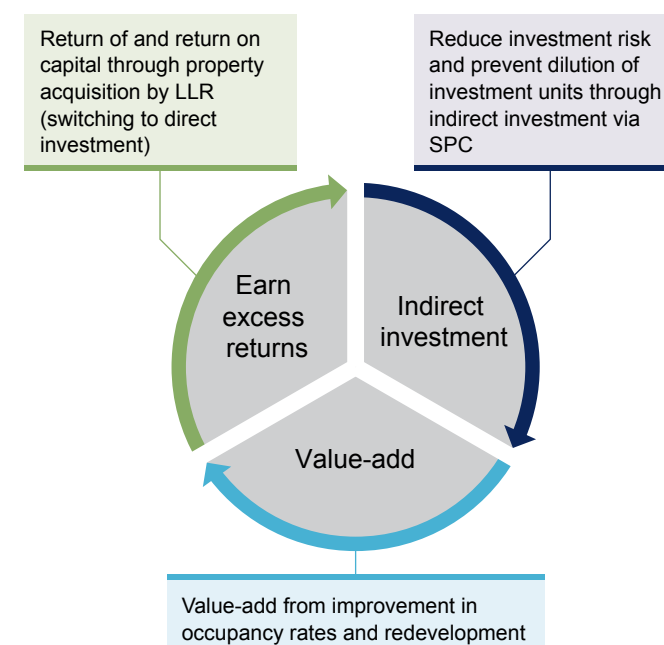 Return of and return on
capital through property
acquisition by LLR
(switching to direct
investment)
Reduce investment risk
and prevent dilution of
investment units through
indirect investment via
SPC
Earn
excess
returns
Indirect
investment
Value-add
Value-add from improvement in
occupancy rates and redevelopment